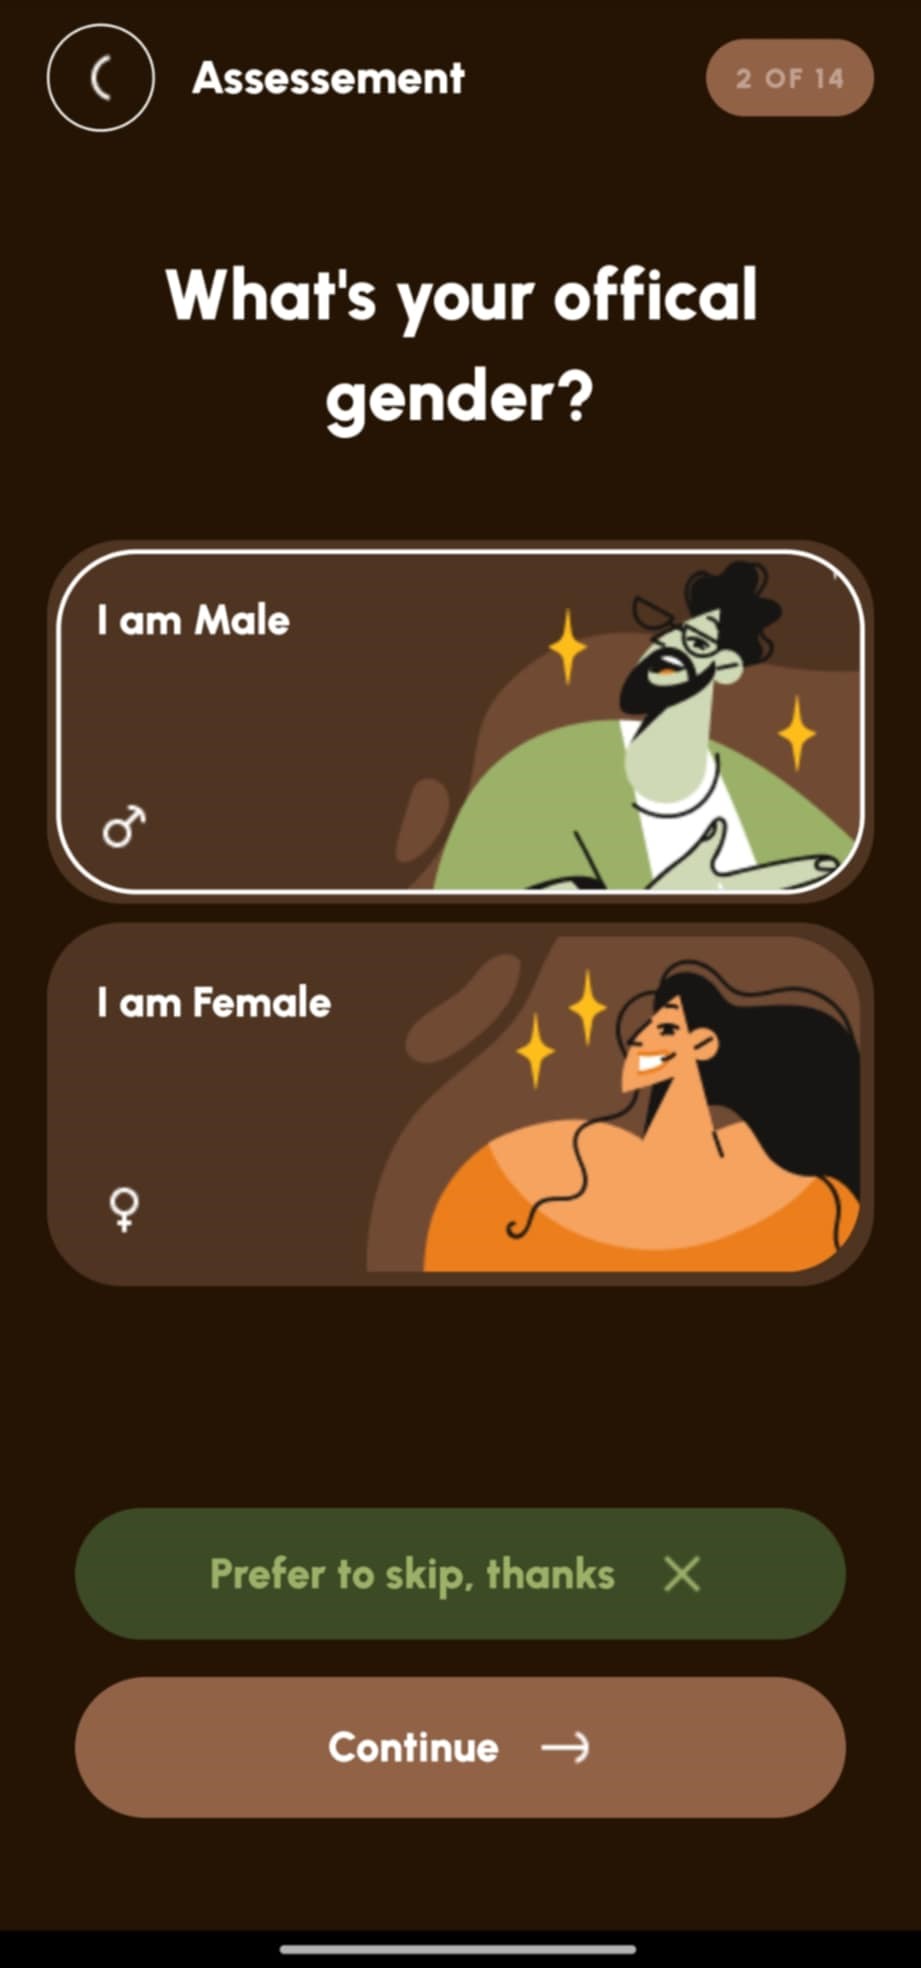 Assessement
2 OF 14
What's your offical
gender?
I am Male
I am Female
Prefer to skip, thanks
Continue